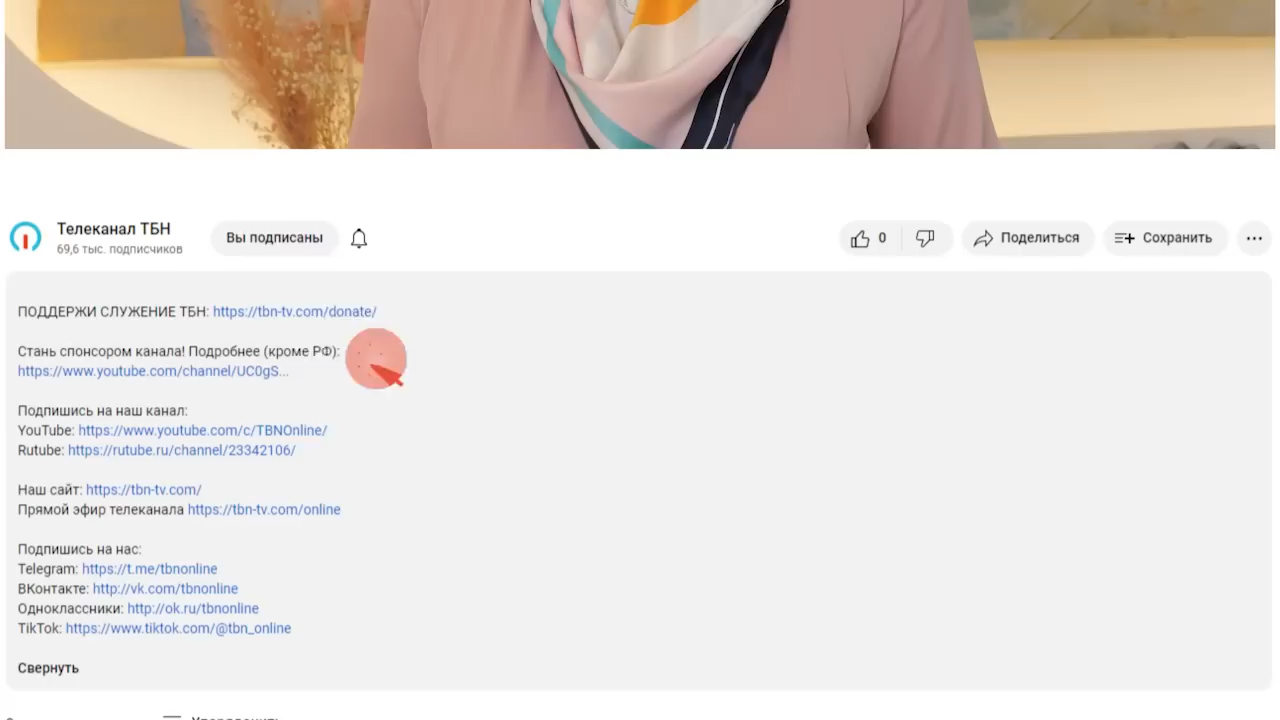 Телеканал ТБН
69,6 тыс. подписчиков
Вы подписаны
0
Поделиться
Сохранить
ПОДДЕРЖИ СЛУЖЕНИЕ ТБН: https://tbn-tv.com/donate/
Стань спонсором канала! Подробнее (кроме РФ):
https://www.youtube.com/channel/UC0gS...
Подпишись на наш канал:
YouTube: https://www.youtube.com/c/TBNOnline/
Rutube: https://rutube.ru/channel/23342106/
Наш сайт: https://tbn-tv.com/
Прямой эфир телеканала https://tbn-tv.com/online
Подпишись на нас:
Telegram: https://t.me/tbnonline
ВКонтакте: http://vk.com/tbnonline
Одноклассники: http://ok.ru/tbnonline
TikTok: https://www.tiktok.com/@tbn_online
Свернуть